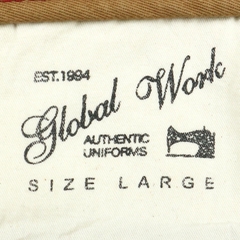 EST.1994
Global Work
AUTHENTIC
UNIFORMS
SIZE LARGE